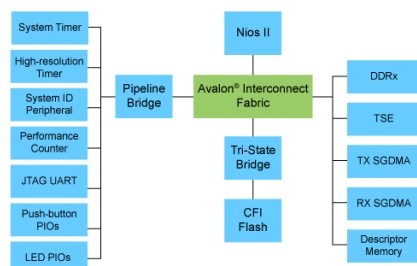 System Timer
High-resolution
Timer
System ID
Peripheral
Performance
Counter
JTAG UART
Push-button
PIOs
LED PIOs
Pipeline
Bridge
Nios II
Avalon® Interconnect
Fabric
Tri-State
Bridge
CFI
Flash
DDRx
TSE
TX SGDMA
RX SGDMA
Descriptor
Memory